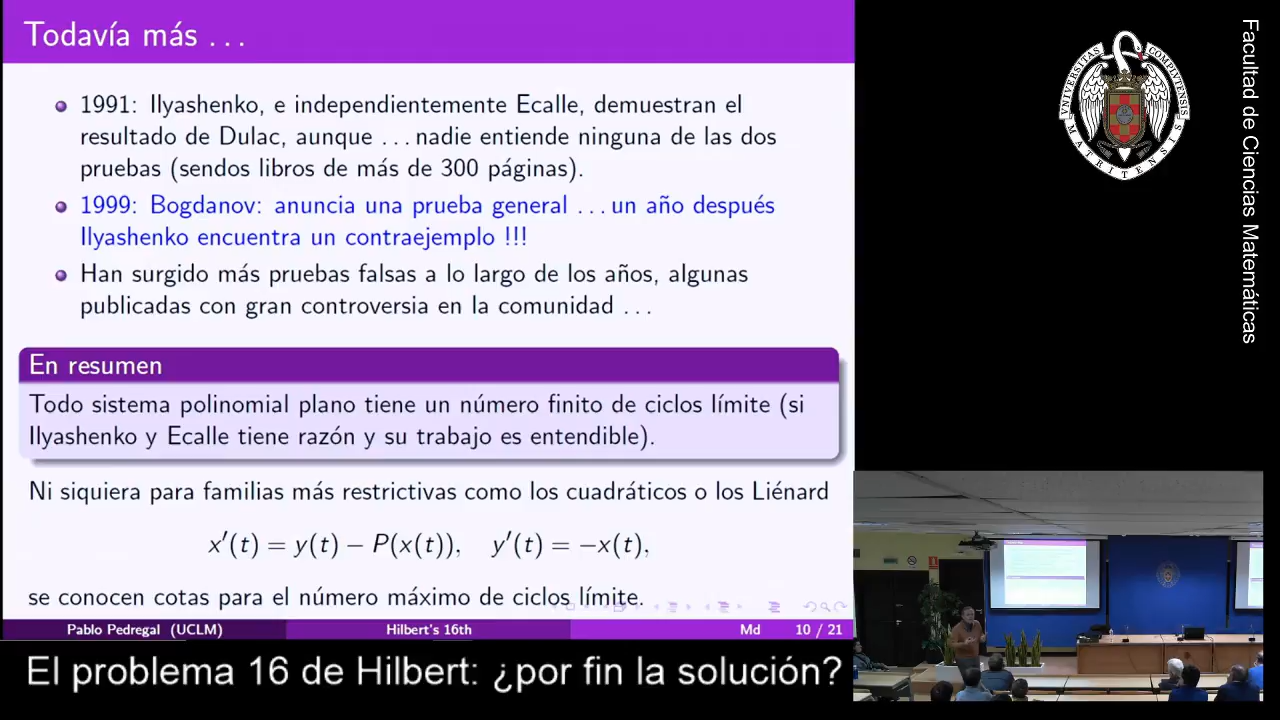 Todavía más . . .
1991: Ilyashenko, e independientemente Ecalle, demuestran el
resultado de Dulac, aunque . . . nadie entiende ninguna de las dos
pruebas (sendos libros de más de 300 páginas).
1999: Bogdanov: anuncia una prueba general . . . un año después
Ilyashenko encuentra un contraejemplo !!!
Han surgido más pruebas falsas a lo largo de los años, algunas
publicadas con gran controversia en la comunidad . . .
En resumen
Todo sistema polinomial plano tiene un número finito de ciclos límite (si
Ilyashenko y Ecalle tiene razón y su trabajo es entendible).
Ni siquiera para familias más restrictivas como los cuadráticos o los Liénard
x′(t) = y(t) − P(x(t)), y′(t) = −x(t),
se conocen cotas para el número máximo de ciclos límite.
Pablo Pedregal (UCLM) Hilbert's 16th Md 10 / 21
El problema 16 de Hilbert: ¿por fin la solución?
UNIVERSITAS COMPLUTENSIS
MATRITENSIS
Facultad de Ciencias Matemáticas